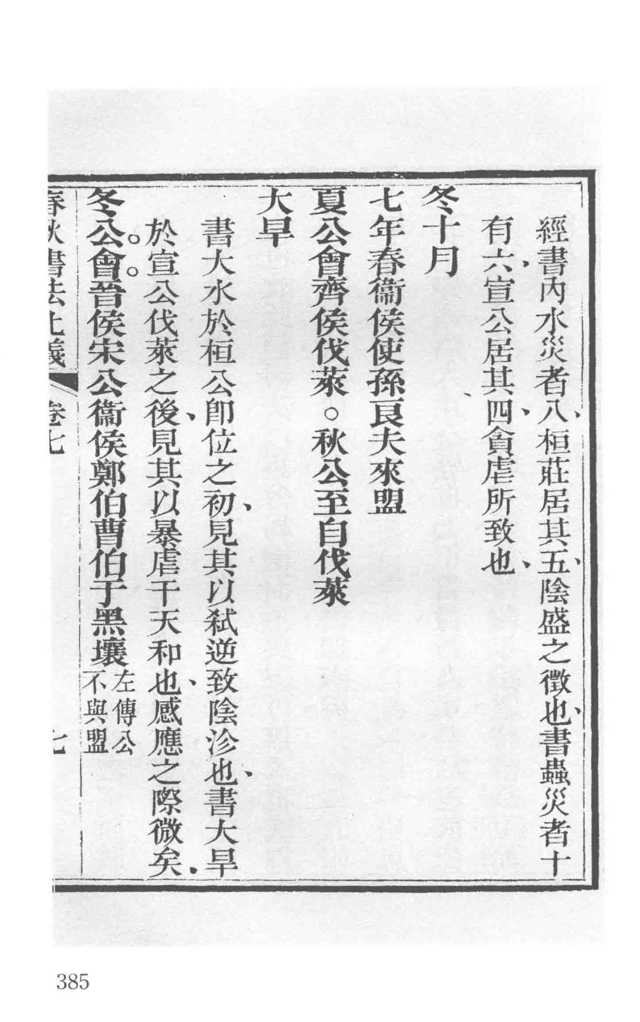 經書內水災者八、桓莊居其五、陰盛之徵也、書蟲災者十
有六、宣公居其四、貪虐所致也、
冬十月
七年春衞侯使孫良夫來盟
夏公會齊侯伐萊○秋公至自伐萊
大旱
書大水於桓公卽位之初、見其以弑逆致陰沴也、書大旱
於宣公伐萊之後、見其以暴虐干天和也、感應之際微矣、
冬公會晉侯宋公衞侯鄭伯曹伯于黑壤
左傳公
不與盟
春秋書法比義
卷七
七
385